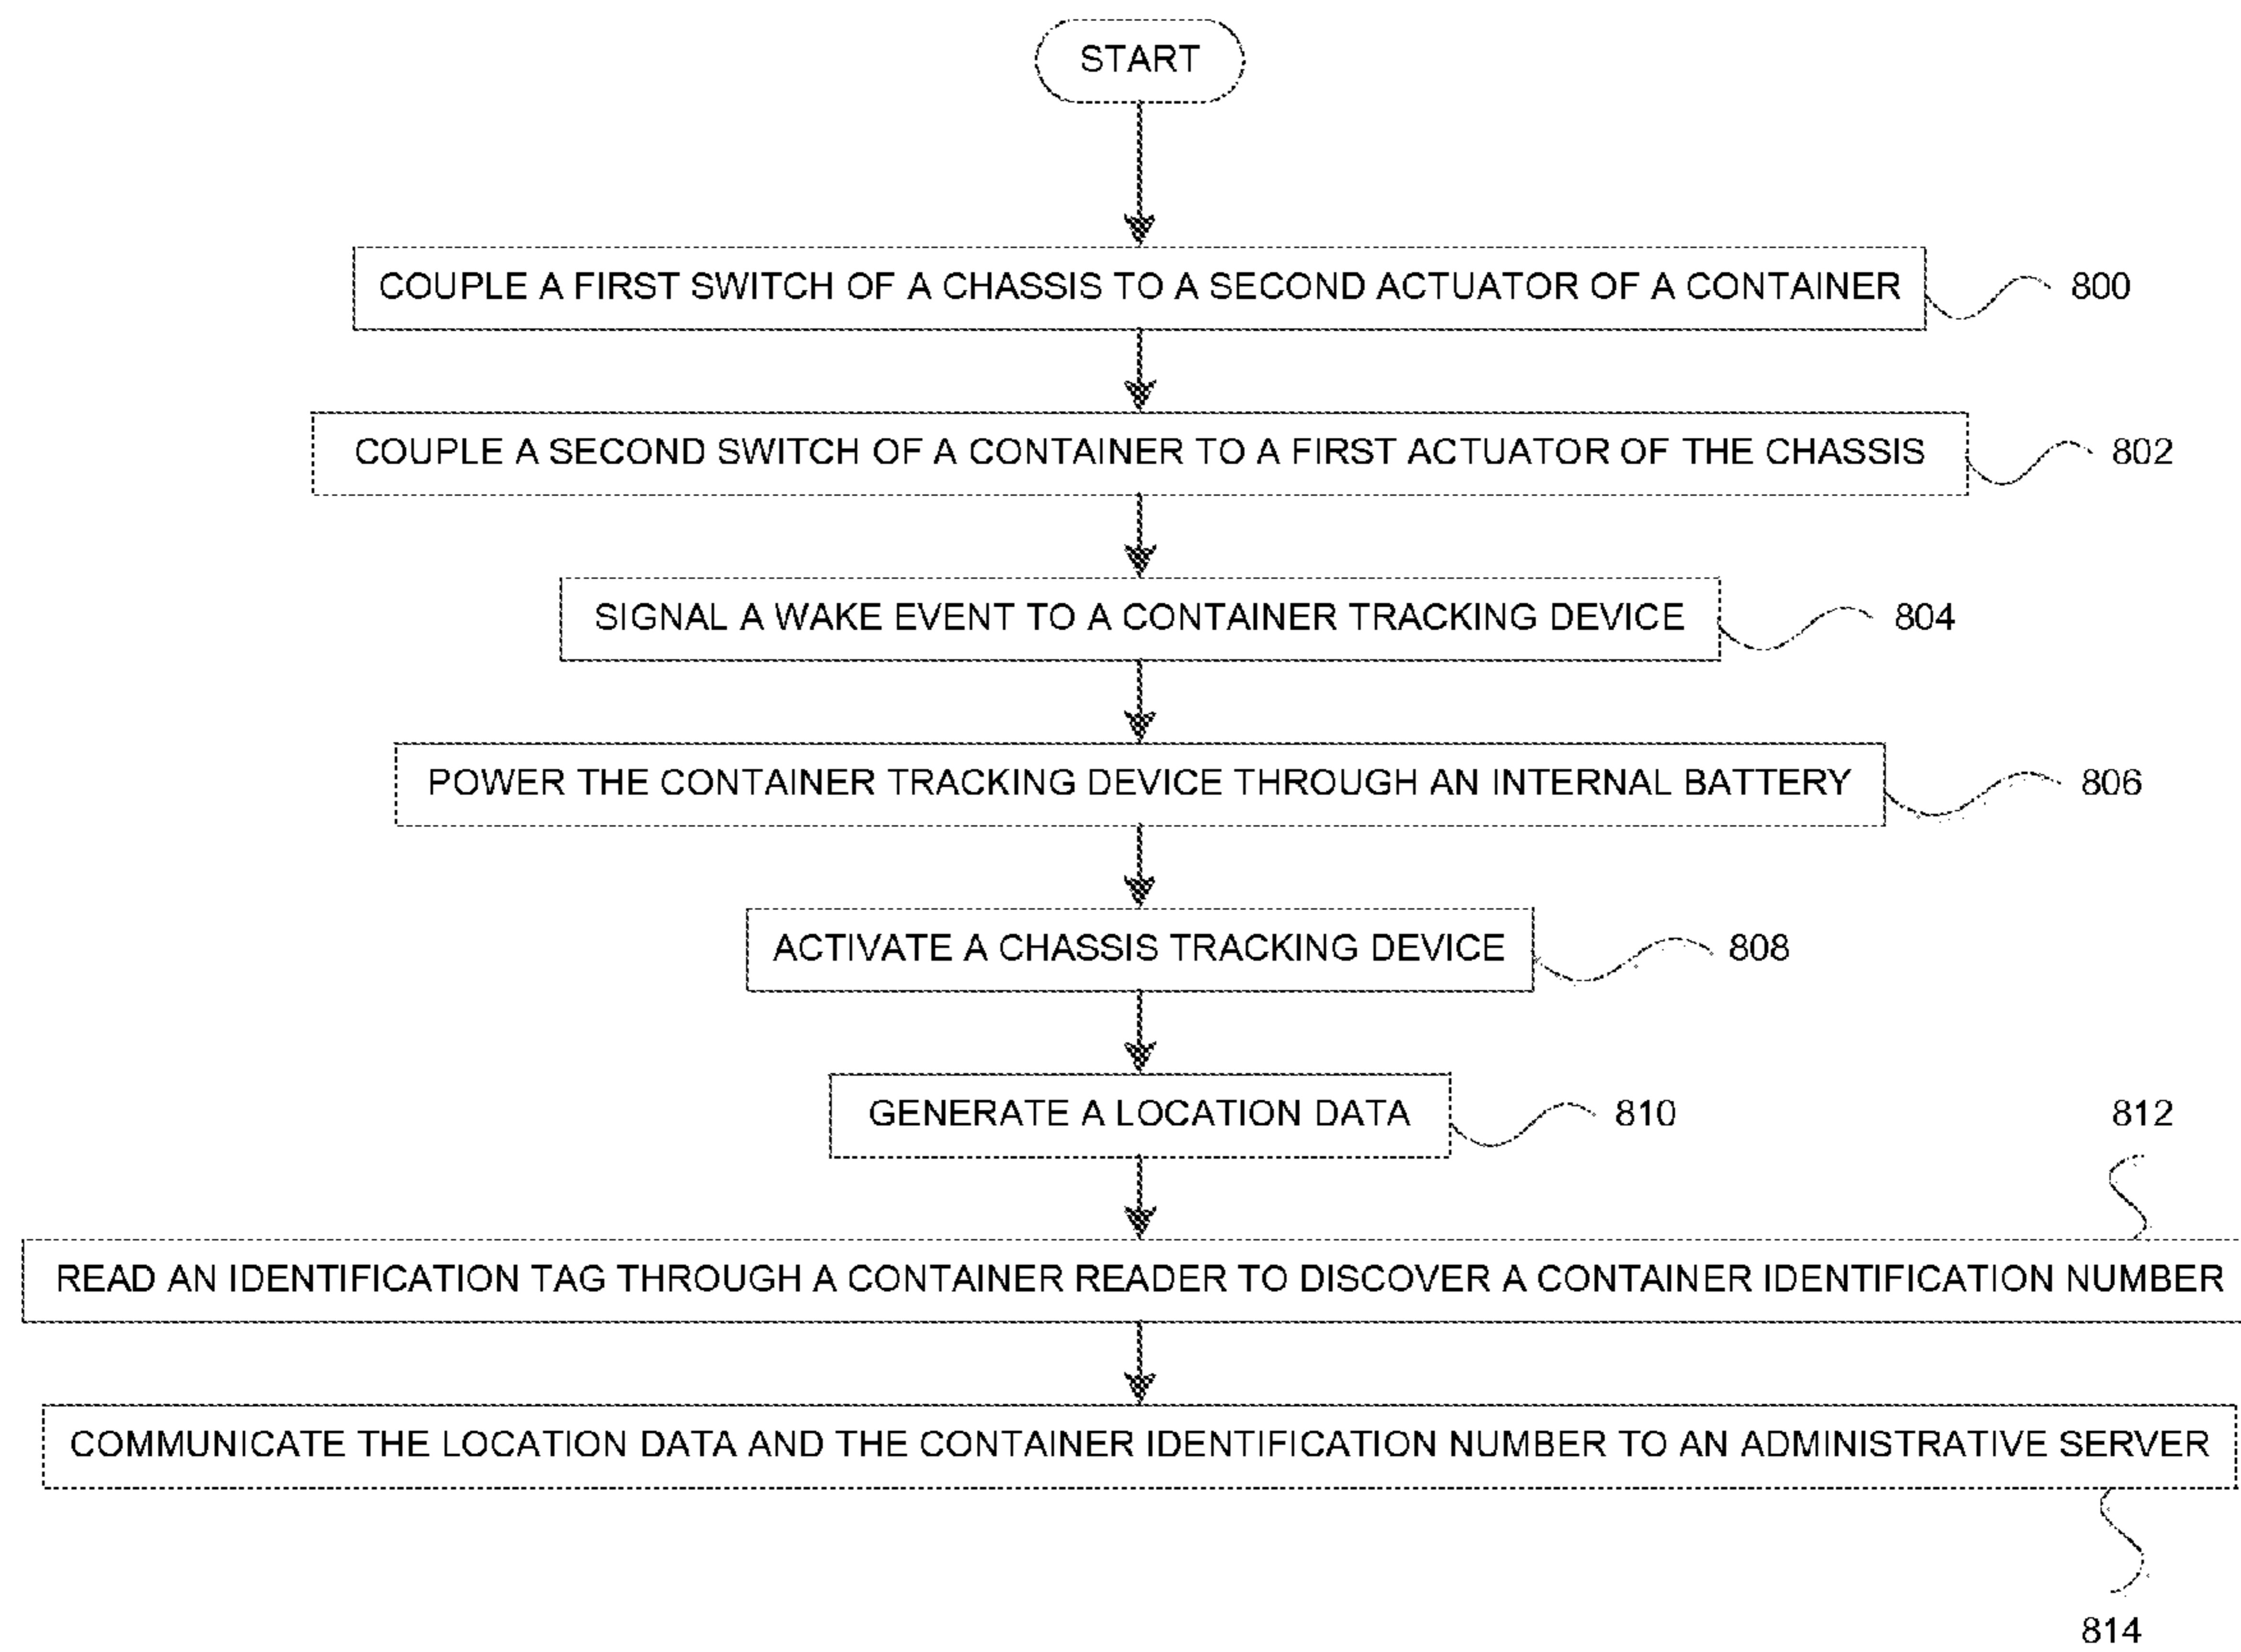 START
COUPLE A FIRST SWITCH OF A CHASSIS TO A SECOND ACTUATOR OF A CONTAINER
800
COUPLE A SECOND SWITCH OF A CONTAINER TO A FIRST ACTUATOR OF THE CHASSIS
802
SIGNAL A WAKE EVENT TO A CONTAINER TRACKING DEVICE
804
POWER THE CONTAINER TRACKING DEVICE THROUGH AN INTERNAL BATTERY
806
ACTIVATE A CHASSIS TRACKING DEVICE
808
GENERATE A LOCATION DATA
810
812
READ AN IDENTIFICATION TAG THROUGH A CONTAINER READER TO DISCOVER A CONTAINER IDENTIFICATION NUMBER
COMMUNICATE THE LOCATION DATA AND THE CONTAINER IDENTIFICATION NUMBER TO AN ADMINISTRATIVE SERVER
814